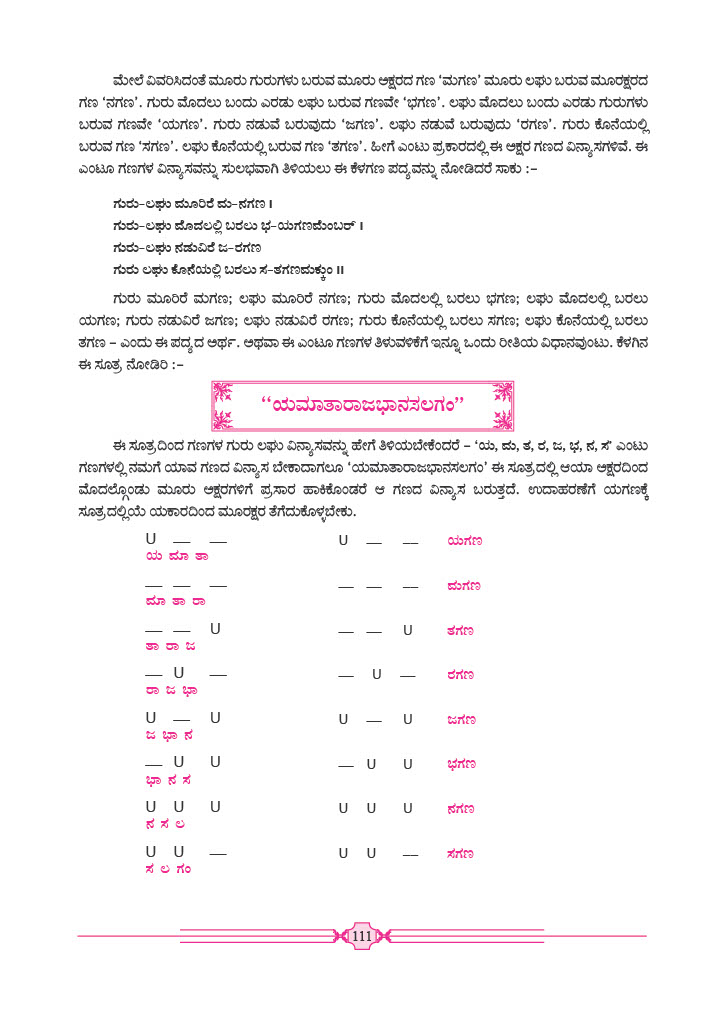 ಮೇಲೆ ವಿವರಿಸಿದಂತೆ ಮೂರು ಗುರುಗಳು ಬರುವ ಮೂರು ಅಕ್ಷರದ ಗಣ ‘ಮಗಣ’ ಮೂರು ಲಘು ಬರುವ ಮೂರಕ್ಷರದ
ಗಣ ‘ನಗಣ’. ಗುರು ಮೊದಲು ಬಂದು ಎರಡು ಲಘು ಬರುವ ಗಣವೇ ‘ಭಗಣ’. ಲಘು ಮೊದಲು ಬಂದು ಎರಡು ಗುರುಗಳು
ಬರುವ ಗಣವೇ ‘ಯಗಣ’. ಗುರು ನಡುವೆ ಬರುವುದು ‘ಜಗಣ’. ಲಘು ನಡುವೆ ಬರುವುದು ‘ರಗಣ’. ಗುರು ಕೊನೆಯಲ್ಲಿ
ಬರುವ ಗಣ ‘ಸಗಣ’. ಲಘು ಕೊನೆಯಲ್ಲಿ ಬರುವ ಗಣ ‘ತಗಣ’. ಹೀಗೆ ಎಂಟು ಪ್ರಕಾರದಲ್ಲಿ ಈ ಅಕ್ಷರ ಗಣದ ವಿನ್ಯಾಸಗಳಿವೆ. ಈ
ಎಂಟೂ ಗಣಗಳ ವಿನ್ಯಾಸವನ್ನು ಸುಲಭವಾಗಿ ತಿಳಿಯಲು ಈ ಕೆಳಗಣ ಪದ್ಯವನ್ನು ನೋಡಿದರೆ ಸಾಕು :–
ಗುರು–ಲಘು ಮೂರಿರೆ ಮ–ನಗಣ ।
ಗುರು–ಲಘು ಮೊದಲಲ್ಲಿ ಬರಲು ಭ–ಯಗಣಮೆಂಬರ್ ।
ಗುರು–ಲಘು ನಡುವಿರೆ ಜ–ರಗಣ
ಗುರು ಲಘು ಕೊನೆಯಲ್ಲಿ ಬರಲು ಸ–ತಗಣಮಕ್ಕುಂ ॥
ಗುರು ಮೂರಿರೆ ಮಗಣ; ಲಘು ಮೂರಿರೆ ನಗಣ; ಗುರು ಮೊದಲಲ್ಲಿ ಬರಲು ಭಗಣ; ಲಘು ಮೊದಲಲ್ಲಿ ಬರಲು
ಯಗಣ; ಗುರು ನಡುವಿರೆ ಜಗಣ; ಲಘು ನಡುವಿರೆ ರಗಣ; ಗುರು ಕೊನೆಯಲ್ಲಿ ಬರಲು ಸಗಣ; ಲಘು ಕೊನೆಯಲ್ಲಿ ಬರಲು
ತಗಣ – ಎಂದು ಈ ಪದ್ಯದ ಅರ್ಥ. ಅಥವಾ ಈ ಎಂಟೂ ಗಣಗಳ ತಿಳುವಳಿಕೆಗೆ ಇನ್ನೂ ಒಂದು ರೀತಿಯ ವಿಧಾನವುಂಟು. ಕೆಳಗಿನ
ಈ ಸೂತ್ರ ನೋಡಿರಿ :–
“ಯಮಾತಾರಾಜಭಾನಸಲಗಂ”
ಈ ಸೂತ್ರದಿಂದ ಗಣಗಳ ಗುರು ಲಘು ವಿನ್ಯಾಸವನ್ನು ಹೇಗೆ ತಿಳಿಯಬೇಕೆಂದರೆ – ‘ಯ, ಮ, ತ, ರ, ಜ, ಭ, ನ, ಸ’ ಎಂಟು
ಗಣಗಳಲ್ಲಿ ನಮಗೆ ಯಾವ ಗಣದ ವಿನ್ಯಾಸ ಬೇಕಾದಾಗಲೂ ‘ಯಮಾತಾರಾಜಭಾನಸಲಗಂ’ ಈ ಸೂತ್ರದಲ್ಲಿ ಆಯಾ ಅಕ್ಷರದಿಂದ
ಮೊದಲ್ಗೊಂಡು ಮೂರು ಅಕ್ಷರಗಳಿಗೆ ಪ್ರಸಾರ ಹಾಕಿಕೊಂಡರೆ ಆ ಗಣದ ವಿನ್ಯಾಸ ಬರುತ್ತದೆ. ಉದಾಹರಣೆಗೆ ಯಗಣಕ್ಕೆ
ಸೂತ್ರದಲ್ಲಿಯೆ ಯಕಾರದಿಂದ ಮೂರಕ್ಷರ ತೆಗೆದುಕೊಳ್ಳಬೇಕು.
U — — U — — ಯಗಣ
ಯ ಮಾ ತಾ
— — — — — — ಮಗಣ
ಮಾ ತಾ ರಾ
— — U — — U ತಗಣ
ತಾ ರಾ ಜ
— U — — U — ರಗಣ
ರಾ ಜ ಭಾ
U — U U — U ಜಗಣ
ಜ ಭಾ ನ
— U U — U U ಭಗಣ
ಭಾ ನ ಸ
U U U U U U ನಗಣ
ನ ಸ ಲ
U U — U U — ಸಗಣ
ಸ ಲ ಗಂ
111